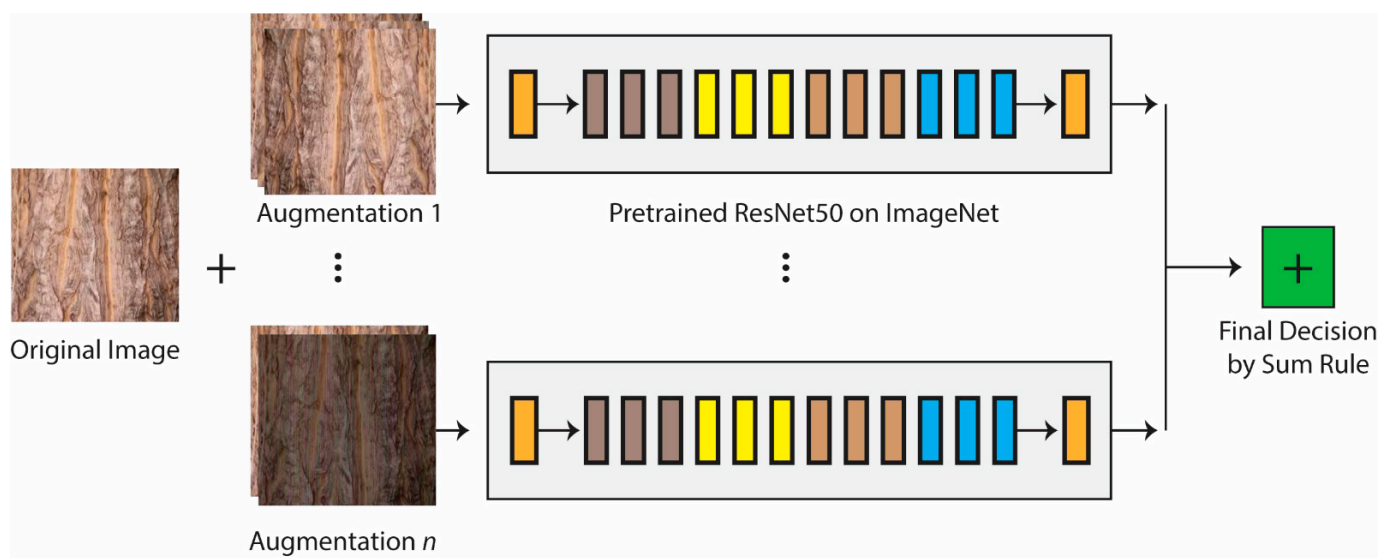 Augmentation 1
Pretrained ResNet50 on ImageNet
+
+
Original Image
Final Decision
by Sum Rule
Augmentation n